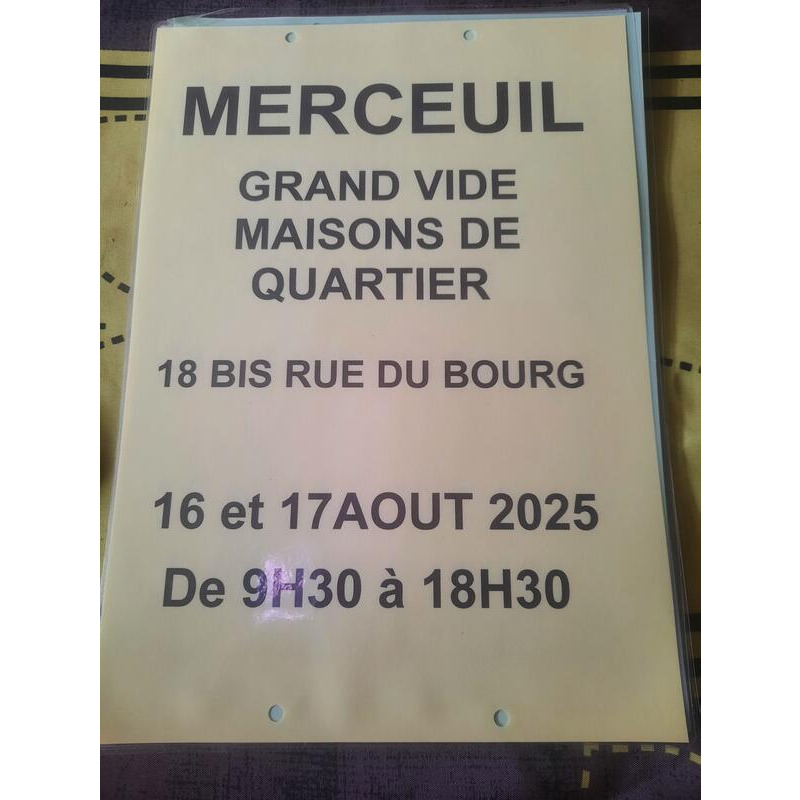 MERCEUIL
GRAND VIDE
MAISONS DE
QUARTIER
18 BIS RUE DU BOURG
16 et 17AOUT 2025
De 9H30 à 18H30